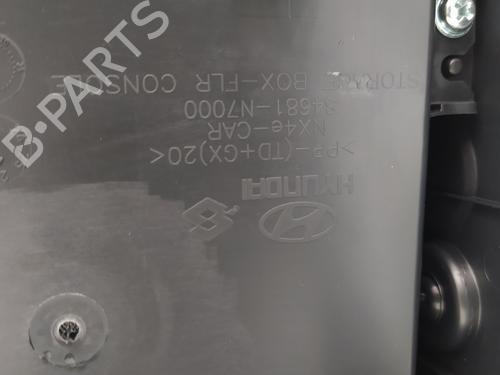 B-PARTS
STORAGE BOX-FLR CONSOLE
84681-N7000
NX4e-CAR
>PP-(TD+GX)20<
HYUNDAI